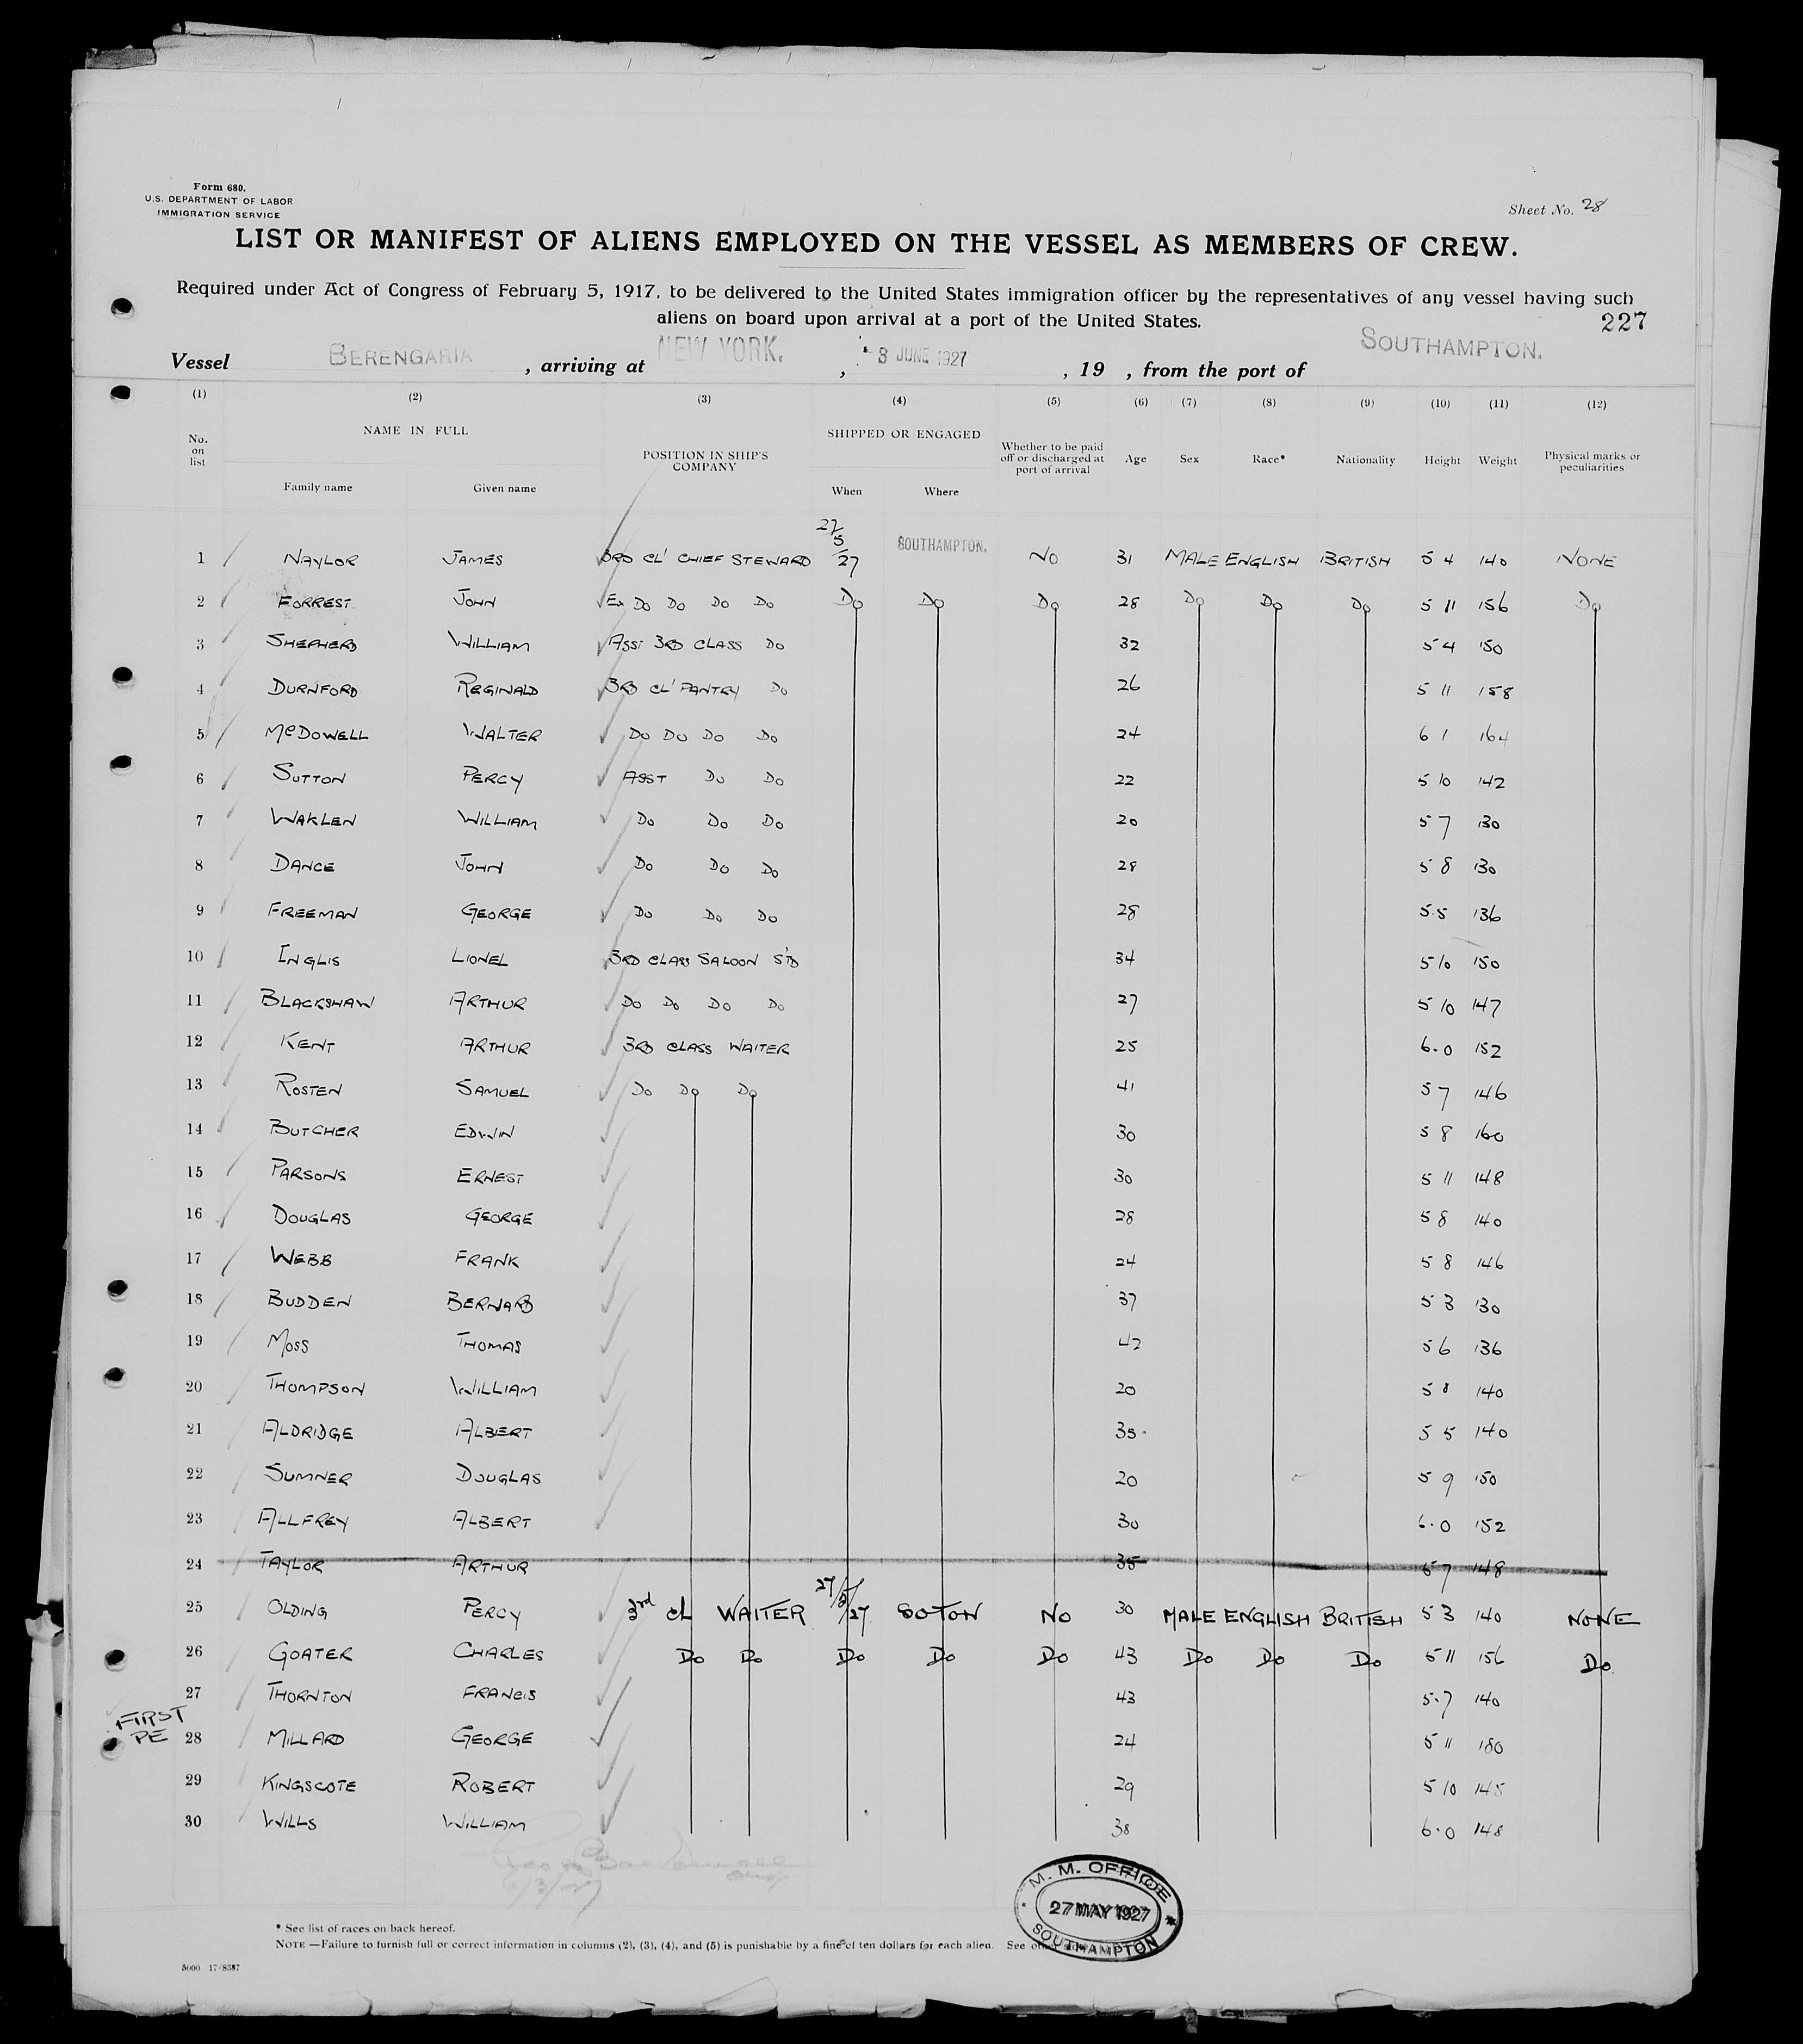 Form 680.
U.S. DEPARTMENT OF LABOR
IMMIGRATION SERVICE
Sheet No. 28
LIST OR MANIFEST OF ALIENS EMPLOYED ON THE VESSEL AS MEMBERS OF CREW.
Required under Act of Congress of February 5, 1917, to be delivered to the United States immigration officer by the representatives of any vessel having such
aliens on board upon arrival at a port of the United States.
227
Vessel BERENGARIA, arriving at NEW YORK., 3 JUNE 1927, 19 , from the port of SOUTHAMPTON.
(1) (2) (3) (4) (5) (6) (7) (8) (9) (10) (11) (12)
No. on list NAME IN FULL POSITION IN SHIP'S COMPANY SHIPPED OR ENGAGED Whether to be paid off or discharged at port of arrival Age Sex Race* Nationality Height Weight Physical marks or peculiarities
Family name Given name When Where
1 NAYLOR JAMES 3RD CL' CHIEF STEWARD 27/5/27 SOUTHAMPTON. NO 31 MALE ENGLISH BRITISH 5 4 140 NONE
2 FORREST JOHN Ex Do Do Do Do Do Do Do 28 Do Do Do 5 11 156 Do
3 SHEPHERD WILLIAM ASST 3RD CLASS Do 32 5 4 150
4 DURNFORD REGINALD 3RD CL' PANTRY Do 26 5 11 158
5 McDOWELL WALTER Do Do Do Do 24 6 1 164
6 SUTTON PERCY ASST Do Do 22 5 10 142
7 WAKLEN WILLIAM Do Do Do 20 5 7 130
8 DANCE JOHN Do Do Do 28 5 8 130
9 FREEMAN GEORGE Do Do Do 28 5.5 136
10 INGLIS LIONEL 3RD CLASS SALOON S'TD 34 5 10 150
11 BLACKSHAW ARTHUR Do Do Do Do 27 5 10 147
12 KENT ARTHUR 3RD CLASS WAITER 25 6.0 152
13 ROSTEN SAMUEL Do Do Do 41 5 7 146
14 BUTCHER EDWIN 30 5 8 160
15 PARSONS ERNEST 30 5 11 148
16 DOUGLAS GEORGE 28 5 8 140
17 WEBB FRANK 24 5 8 146
18 BUDDEN BERNARD 37 5 3 130
19 MOSS THOMAS 42 5 6 136
20 THOMPSON WILLIAM 20 5 8 140
21 ALDRIDGE ALBERT 35 5 5 140
22 SUMNER DOUGLAS 20 5 9 150
23 ALLFREY ALBERT 30 6.0 152
24 TAYLOR ARTHUR 35 5 7 148
25 OLDING PERCY 3rd cL WAITER 27/5/27 SOTON NO 30 MALE ENGLISH BRITISH 5 3 140 NONE
26 GOATER CHARLES Do Do Do Do Do 43 Do Do Do 5 11 156 Do
27 THORNTON FRANCIS 43 5.7 140
FIRST
PE
28 MILLARD GEORGE 24 5 11 180
29 KINGSCOTE ROBERT 29 5 10 145
30 WILLS WILLIAM 38 6.0 148
M. M. OFFICE
27 MAY 1927
SOUTHAMPTON
* See list of races on back hereof.
NOTE —Failure to furnish full or correct information in columns (2), (3), (4), and (5) is punishable by a fine of ten dollars for each alien. See
5000 17/8387